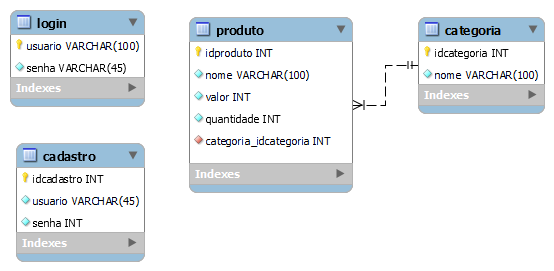 login
usuario VARCHAR(100)
senha VARCHAR(45)
Indexes
produto
idproduto INT
nome VARCHAR(100)
valor INT
quantidade INT
categoria_idcategoria INT
Indexes
categoria
idcategoria INT
nome VARCHAR(100)
Indexes
cadastro
idcadastro INT
usuario VARCHAR(45)
senha INT
Indexes